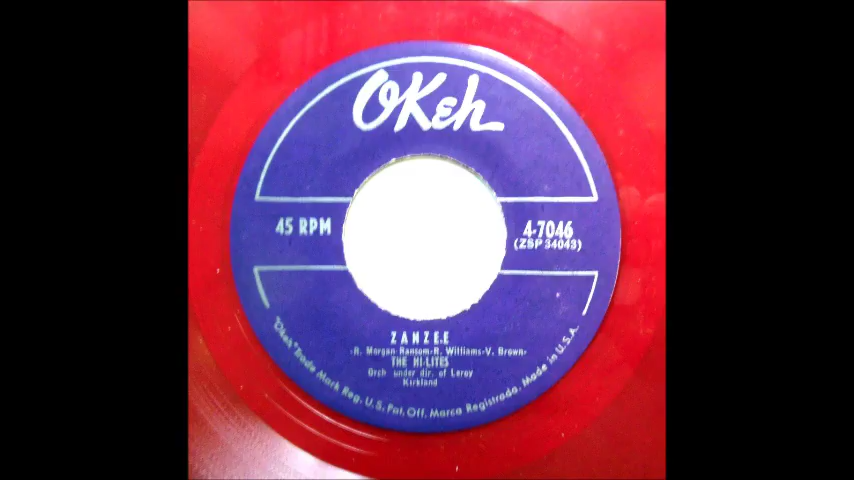 OKeh
45 RPM
4-7046
(ZSP 34043)
ZANZEE
-R. Morgan-Ransom-R. Williams-V. Brown-
THE HI-LITES
Orch under dir. of Leroy
Kirkland
"Okeh" Trade Mark Reg. U.S. Pat. Off. Marca Registrada. Made in U.S.A.